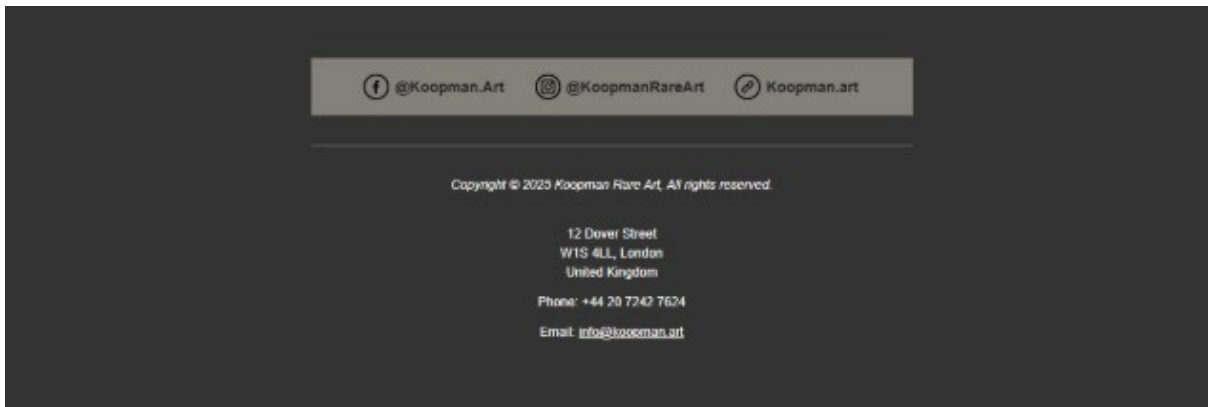 @Koopman.Art @KoopmanRareArt Koopman.art
Copyright © 2025 Koopman Rare Art, All rights reserved.
12 Dover Street
W1S 4LL, London
United Kingdom
Phone: +44 20 7242 7624
Email: info@koopman.art